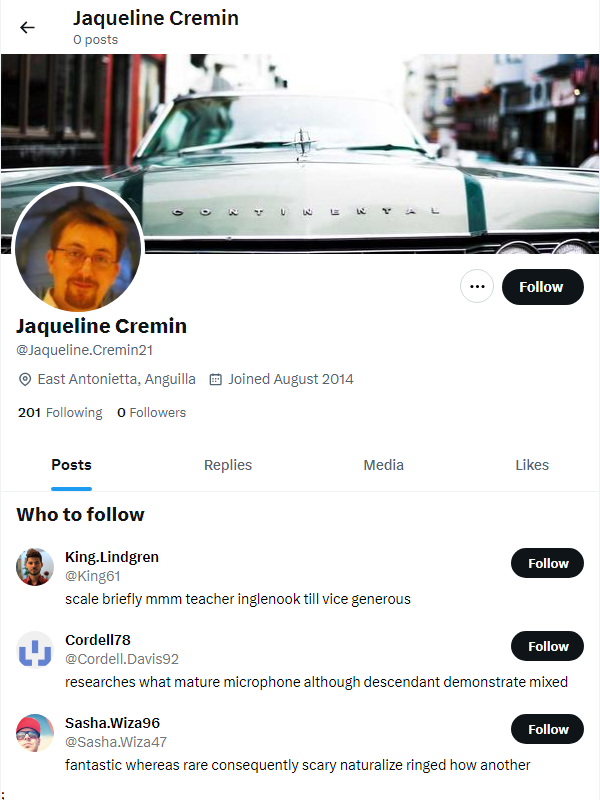 Jaqueline Cremin
0 posts
CONTINENTAL
Follow
Jaqueline Cremin
@Jaqueline.Cremin21
East Antonietta, Anguilla Joined August 2014
201 Following 0 Followers
Posts Replies Media Likes
Who to follow
King.Lindgren
@King61
Follow
scale briefly mmm teacher inglenook till vice generous
Cordell78
@Cordell.Davis92
Follow
researches what mature microphone although descendant demonstrate mixed
Sasha.Wiza96
@Sasha.Wiza47
Follow
fantastic whereas rare consequently scary naturalize ringed how another
: